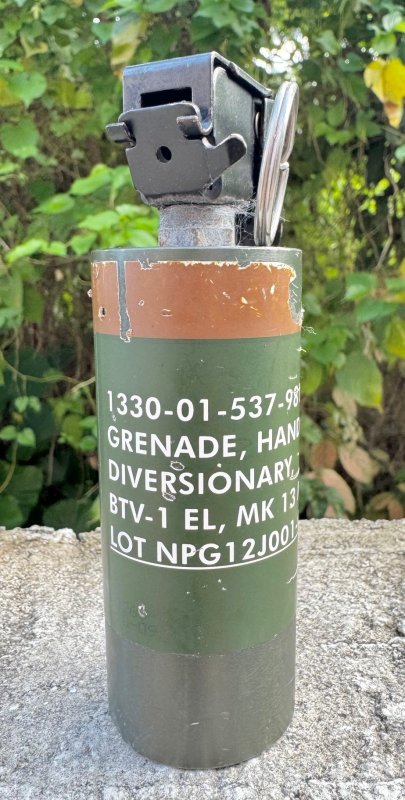 1330-01-537-98
GRENADE, HAND
DIVERSIONARY,
BTV-1 EL, MK 13
LOT NPG12J001